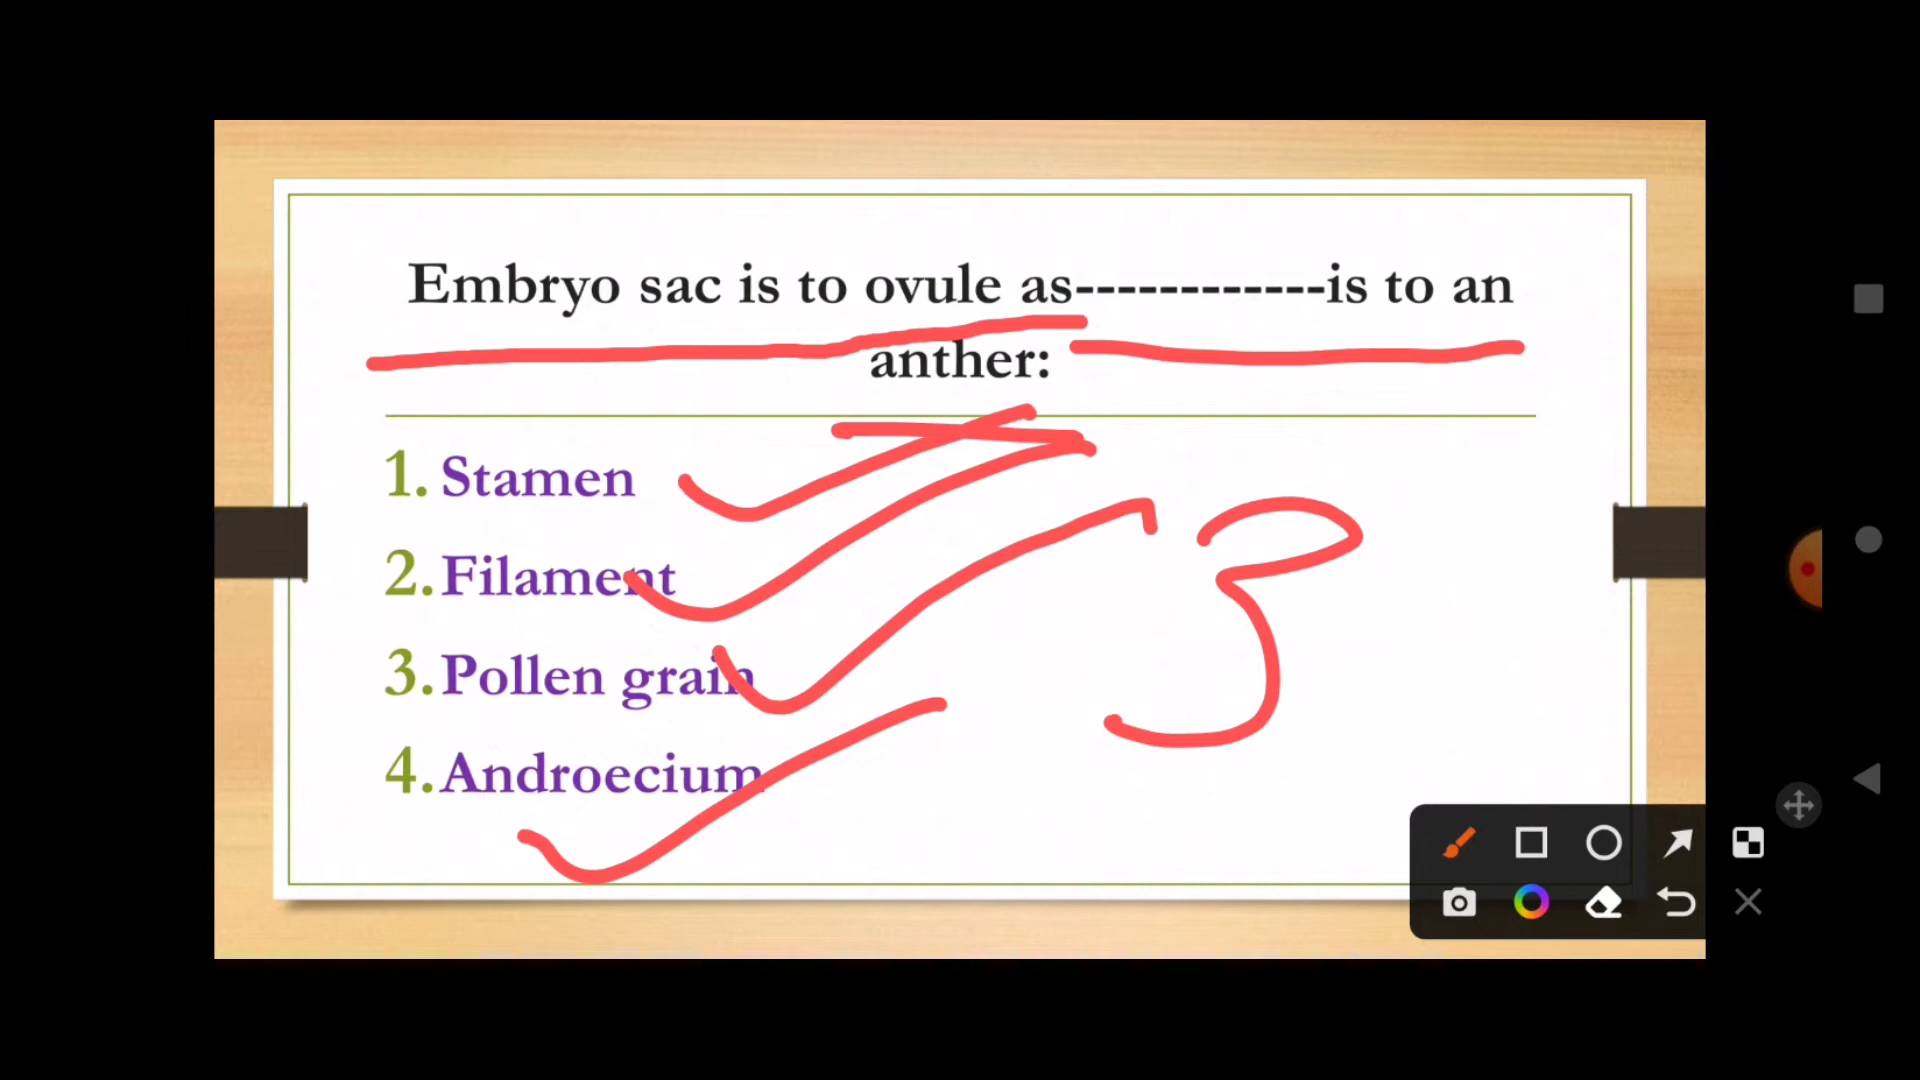 Embryo sac is to ovule as------------is to an
anther:
1. Stamen
2. Filament
3. Pollen grain
3
4. Androecium